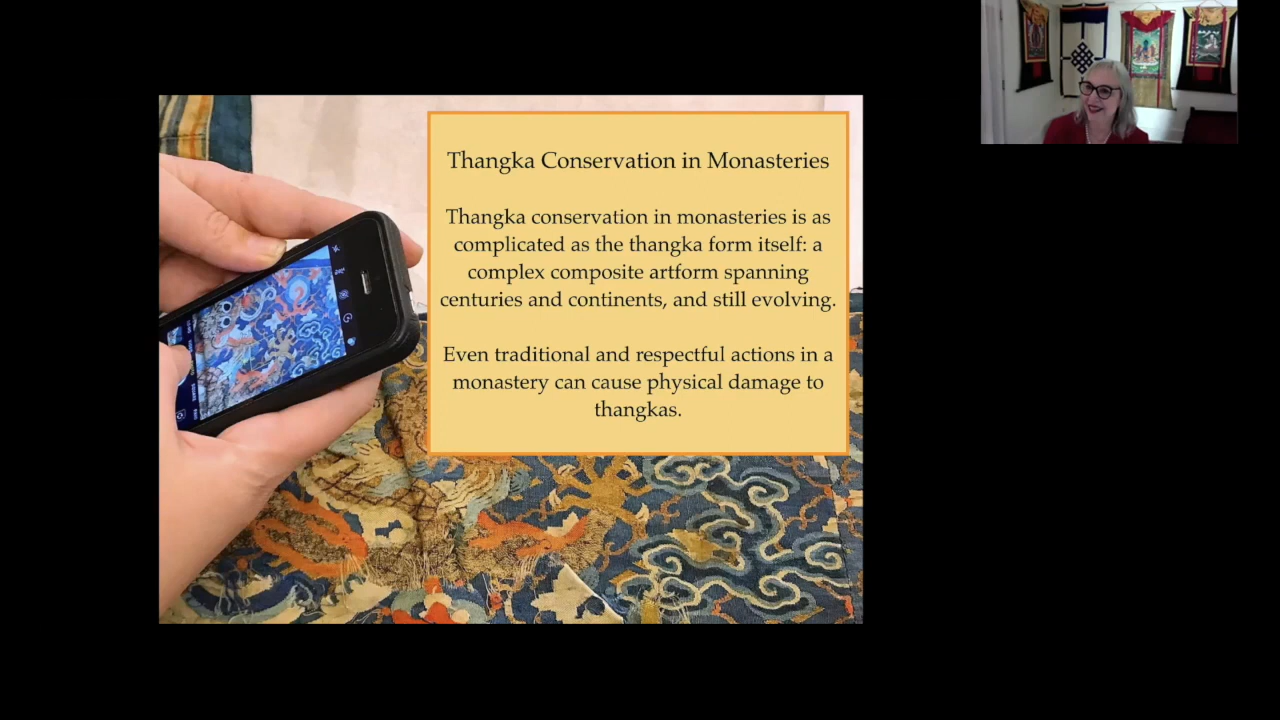 Thangka Conservation in Monasteries
Thangka conservation in monasteries is as
complicated as the thangka form itself: a
complex composite artform spanning
centuries and continents, and still evolving.
Even traditional and respectful actions in a
monastery can cause physical damage to
thangkas.